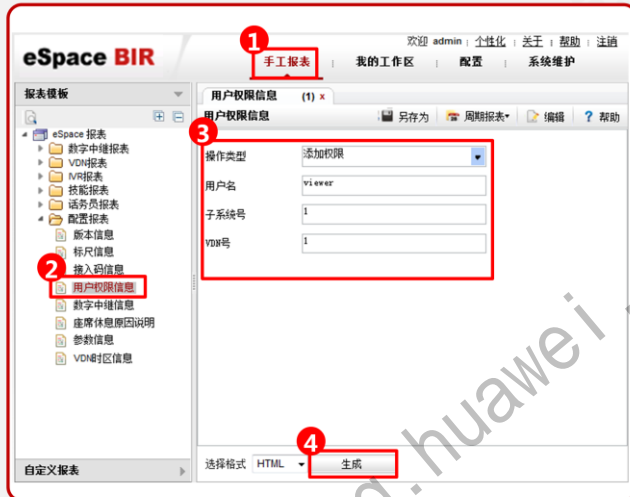 欢迎 admin | 个性化 | 关于 | 帮助 | 注销
eSpace BIR
1
手工报表 | 我的工作区 | 配置 | 系统维护
报表模板
用户权限信息 (1) ×
用户权限信息
另存为
周期报表
编辑
? 帮助
eSpace 报表
数字中继报表
VDN报表
IVR报表
技能报表
话务员报表
配置报表
版本信息
标尺信息
接入码信息
2
用户权限信息
数字中继信息
座席休息原因说明
参数信息
VDN时区信息
3
操作类型 添加权限
用户名 viewer
子系统号 1
VDN号 1
4
选择格式 HTML 生成
自定义报表
g.huawei.